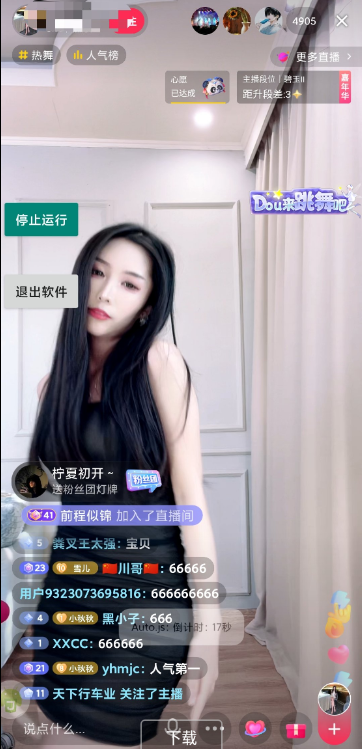 4905
热舞
人气榜
更多直播
心愿
已达成
主播段位|骑玉II
距升段差:3
嘉年华
Dou来跳舞吧
停止运行
退出软件
柠夏初开~
送粉丝团灯牌
粉丝团
41 前程似锦 加入了直播间
5 粪叉王太强：宝贝
23 雪儿 川哥：66666
用户9323073695816：666666666
4 小秋秋 黑小子：666
Auto.js：倒计时：17秒
1 XXCC：666666
21 小秋秋 yhmjc：人气第一
11 天下行车业 关注了主播
说点什么...
下载